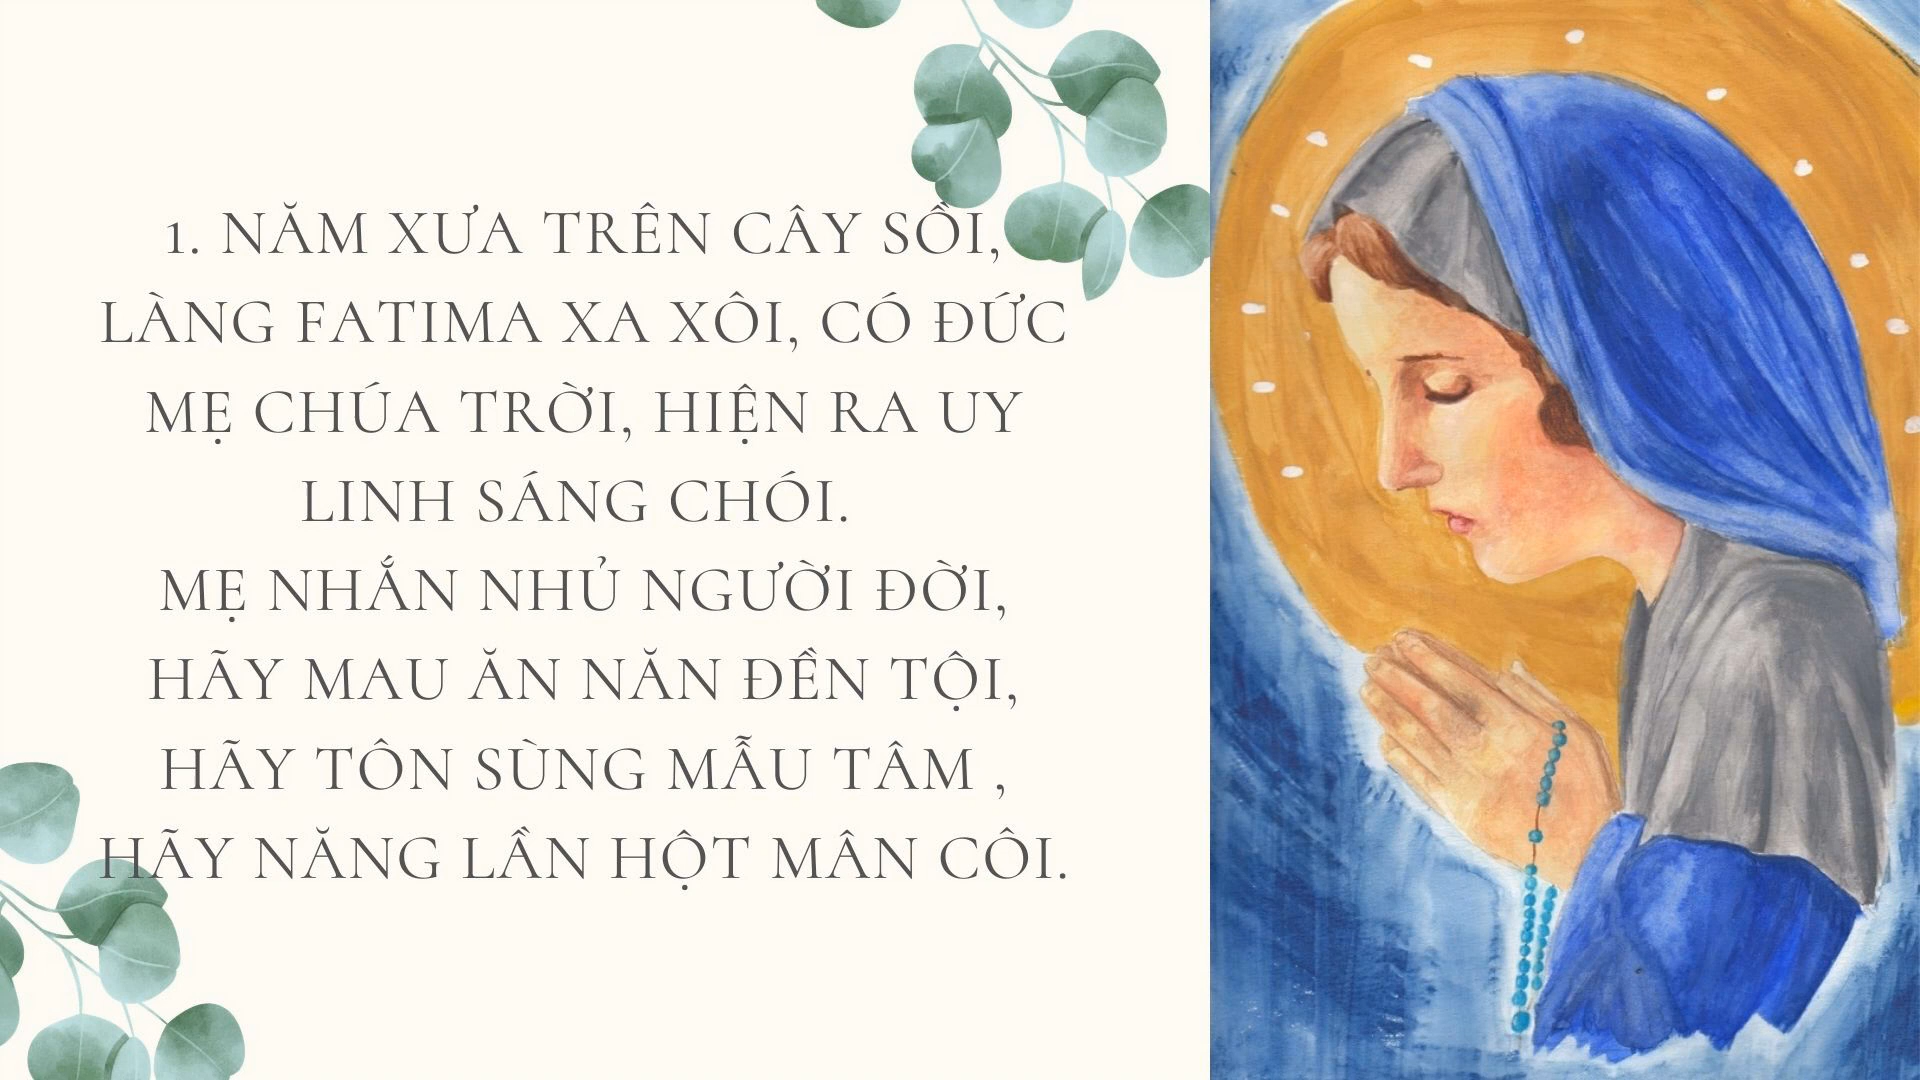 1. NĂM XƯA TRÊN CÂY SỒI,
LÀNG FATIMA XA XÔI, CÓ ĐỨC
MẸ CHÚA TRỜI, HIỆN RA UY
LINH SÁNG CHÓI.
MẸ NHẮN NHỦ NGƯỜI ĐỜI,
HÃY MAU ĂN NĂN ĐỀN TỘI,
HÃY TÔN SÙNG MẪU TÂM ,
HÃY NĂNG LẦN HỘT MÂN CÔI.